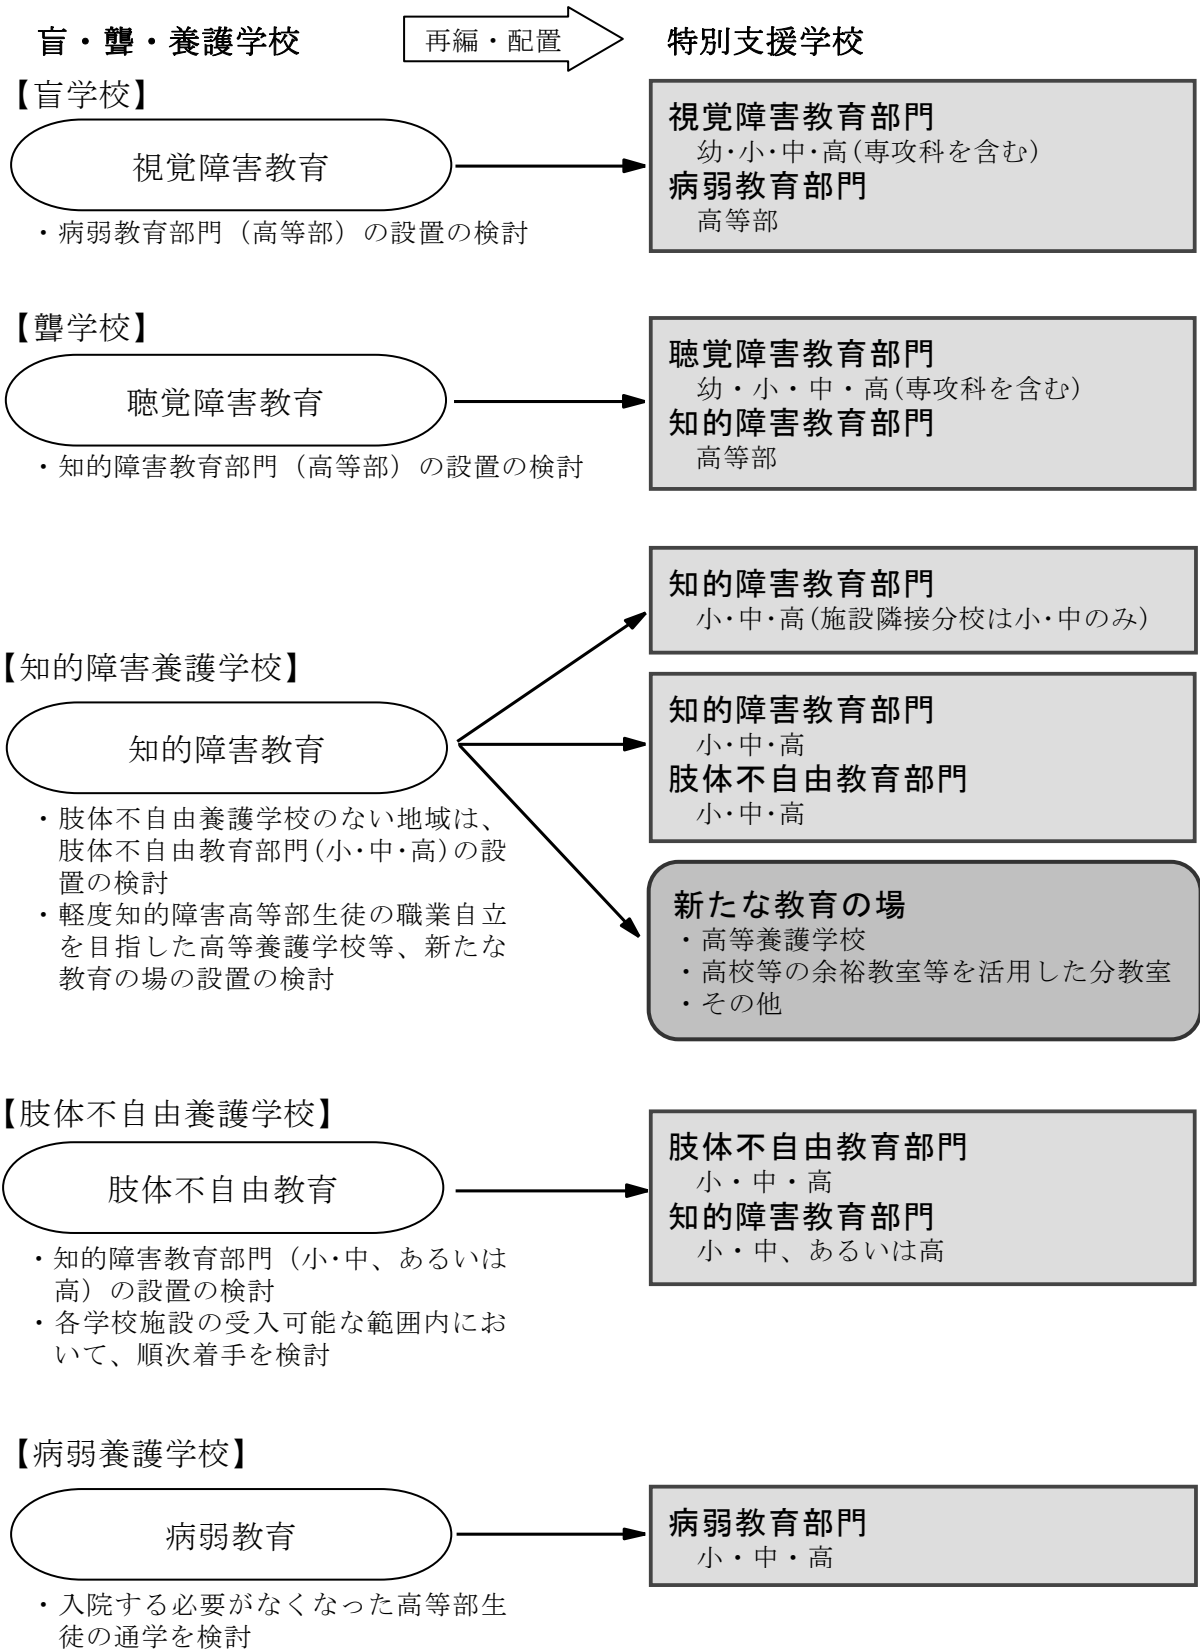 盲・聾・養護学校
再編・配置
特別支援学校
【盲学校】
視覚障害教育
・病弱教育部門（高等部）の設置の検討
視覚障害教育部門
幼・小・中・高(専攻科を含む)
病弱教育部門
高等部
【聾学校】
聴覚障害教育
・知的障害教育部門（高等部）の設置の検討
聴覚障害教育部門
幼・小・中・高(専攻科を含む)
知的障害教育部門
高等部
【知的障害養護学校】
知的障害教育
・肢体不自由養護学校のない地域は、
肢体不自由教育部門(小・中・高)の設
置の検討
・軽度知的障害高等部生徒の職業自立
を目指した高等養護学校等、新たな
教育の場の設置の検討
知的障害教育部門
小・中・高(施設隣接分校は小・中のみ)
知的障害教育部門
小・中・高
肢体不自由教育部門
小・中・高
新たな教育の場
・高等養護学校
・高校等の余裕教室等を活用した分教室
・その他
【肢体不自由養護学校】
肢体不自由教育
・知的障害教育部門（小・中、あるいは
高）の設置の検討
・各学校施設の受入可能な範囲内にお
いて、順次着手を検討
肢体不自由教育部門
小・中・高
知的障害教育部門
小・中、あるいは高
【病弱養護学校】
病弱教育
・入院する必要がなくなった高等部生
徒の通学を検討
病弱教育部門
小・中・高